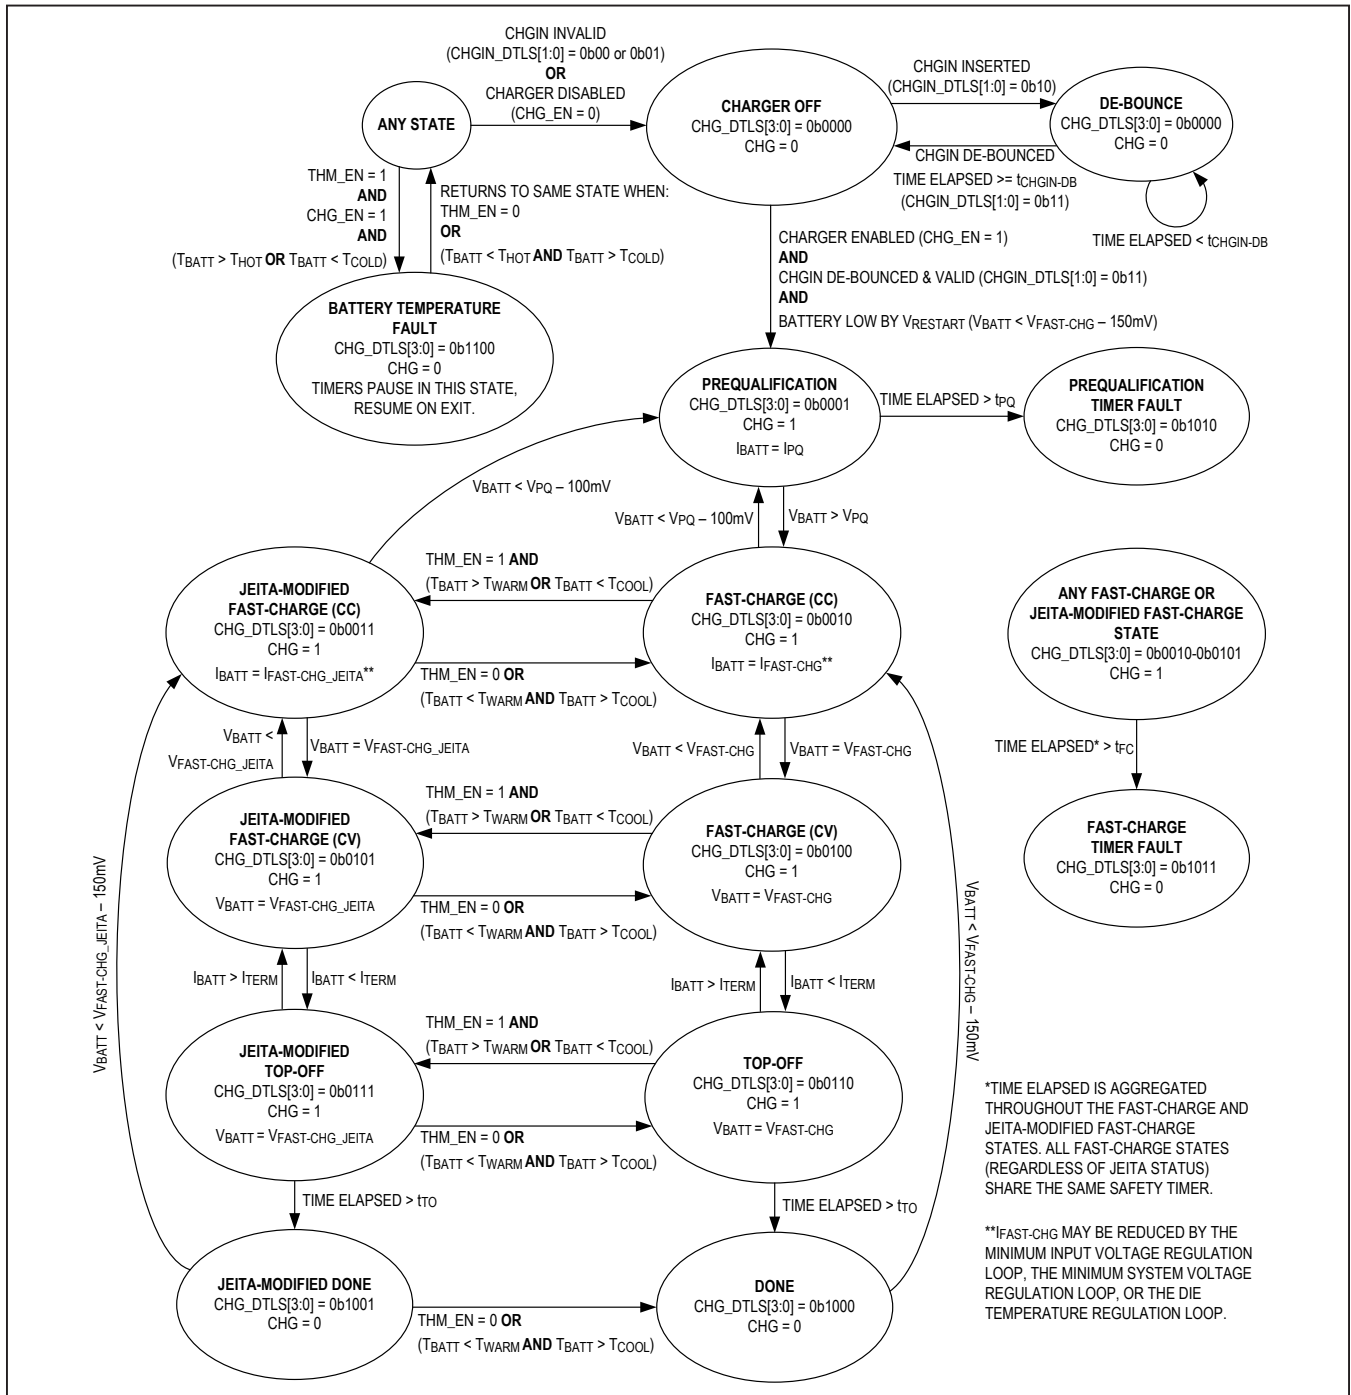 CHGIN INVALID
(CHGIN_DTLS[1:0] = 0b00 or 0b01)
OR
CHARGER DISABLED
(CHG_EN = 0)
ANY STATE
CHARGER OFF
CHG_DTLS[3:0] = 0b0000
CHG = 0
CHGIN INSERTED
(CHGIN_DTLS[1:0] = 0b10)
DE-BOUNCE
CHG_DTLS[3:0] = 0b0000
CHG = 0
CHGIN DE-BOUNCED
TIME ELAPSED >= tCHGIN-DB
(CHGIN_DTLS[1:0] = 0b11)
TIME ELAPSED < tCHGIN-DB
THM_EN = 1
AND
CHG_EN = 1
AND
(TBATT > THOT OR TBATT < TCOLD)
RETURNS TO SAME STATE WHEN:
THM_EN = 0
OR
(TBATT < THOT AND TBATT > TCOLD)
CHARGER ENABLED (CHG_EN = 1)
AND
CHGIN DE-BOUNCED & VALID (CHGIN_DTLS[1:0] = 0b11)
AND
BATTERY LOW BY VRESTART (VBATT < VFAST-CHG – 150mV)
BATTERY TEMPERATURE
FAULT
CHG_DTLS[3:0] = 0b1100
CHG = 0
TIMERS PAUSE IN THIS STATE,
RESUME ON EXIT.
PREQUALIFICATION
CHG_DTLS[3:0] = 0b0001
CHG = 1
IBATT = IPQ
TIME ELAPSED > tPQ
PREQUALIFICATION
TIMER FAULT
CHG_DTLS[3:0] = 0b1010
CHG = 0
VBATT < VPQ – 100mV
VBATT < VPQ – 100mV
VBATT > VPQ
JEITA-MODIFIED
FAST-CHARGE (CC)
CHG_DTLS[3:0] = 0b0011
CHG = 1
IBATT = IFAST-CHG_JEITA**
THM_EN = 1 AND
(TBATT > TWARM OR TBATT < TCOOL)
THM_EN = 0 OR
(TBATT < TWARM AND TBATT > TCOOL)
FAST-CHARGE (CC)
CHG_DTLS[3:0] = 0b0010
CHG = 1
IBATT = IFAST-CHG**
ANY FAST-CHARGE OR
JEITA-MODIFIED FAST-CHARGE
STATE
CHG_DTLS[3:0] = 0b0010-0b0101
CHG = 1
VBATT <
VFAST-CHG_JEITA
VBATT = VFAST-CHG_JEITA
VBATT < VFAST-CHG
VBATT = VFAST-CHG
TIME ELAPSED* > tFC
JEITA-MODIFIED
FAST-CHARGE (CV)
CHG_DTLS[3:0] = 0b0101
CHG = 1
VBATT = VFAST-CHG_JEITA
THM_EN = 1 AND
(TBATT > TWARM OR TBATT < TCOOL)
THM_EN = 0 OR
(TBATT < TWARM AND TBATT > TCOOL)
FAST-CHARGE (CV)
CHG_DTLS[3:0] = 0b0100
CHG = 1
VBATT = VFAST-CHG
FAST-CHARGE
TIMER FAULT
CHG_DTLS[3:0] = 0b1011
CHG = 0
VBATT < VFAST-CHG_JEITA – 150mV
VBATT < VFAST-CHG – 150mV
IBATT > ITERM
IBATT < ITERM
IBATT > ITERM
IBATT < ITERM
JEITA-MODIFIED
TOP-OFF
CHG_DTLS[3:0] = 0b0111
CHG = 1
VBATT = VFAST-CHG_JEITA
THM_EN = 1 AND
(TBATT > TWARM OR TBATT < TCOOL)
THM_EN = 0 OR
(TBATT < TWARM AND TBATT > TCOOL)
TOP-OFF
CHG_DTLS[3:0] = 0b0110
CHG = 1
VBATT = VFAST-CHG
TIME ELAPSED > tTO
TIME ELAPSED > tTO
JEITA-MODIFIED DONE
CHG_DTLS[3:0] = 0b1001
CHG = 0
THM_EN = 0 OR
(TBATT < TWARM AND TBATT > TCOOL)
DONE
CHG_DTLS[3:0] = 0b1000
CHG = 0
*TIME ELAPSED IS AGGREGATED
THROUGHOUT THE FAST-CHARGE AND
JEITA-MODIFIED FAST-CHARGE
STATES. ALL FAST-CHARGE STATES
(REGARDLESS OF JEITA STATUS)
SHARE THE SAME SAFETY TIMER.
**IFAST-CHG MAY BE REDUCED BY THE
MINIMUM INPUT VOLTAGE REGULATION
LOOP, THE MINIMUM SYSTEM VOLTAGE
REGULATION LOOP, OR THE DIE
TEMPERATURE REGULATION LOOP.